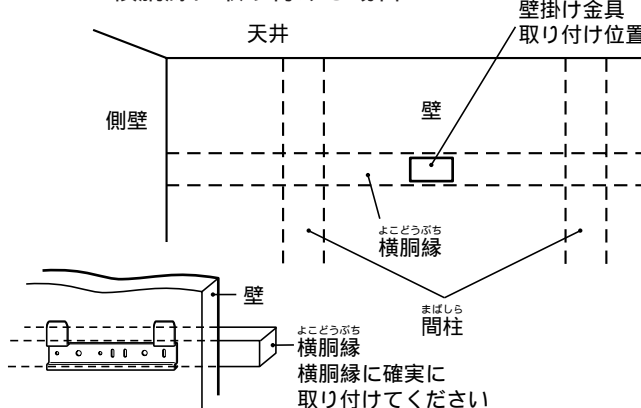 壁掛け金具
取り付け位置
天井
側壁
壁
よこどうぶち
横胴縁
まばしら
間柱
壁
よこどうぶち
横胴縁
横胴縁に確実に
取り付けてください